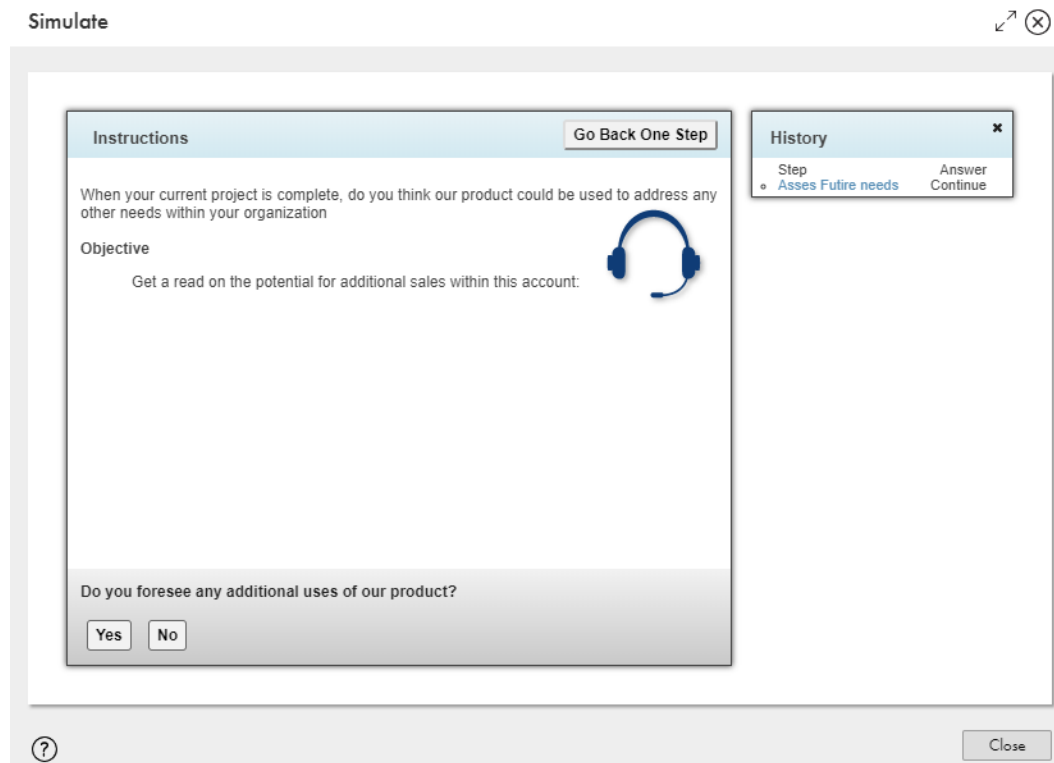 Simulate
Instructions
Go Back One Step
When your current project is complete, do you think our product could be used to address any
other needs within your organization
Objective
Get a read on the potential for additional sales within this account:
Do you foresee any additional uses of our product?
Yes No
History
Step Answer
Asses Futire needs Continue
?
Close